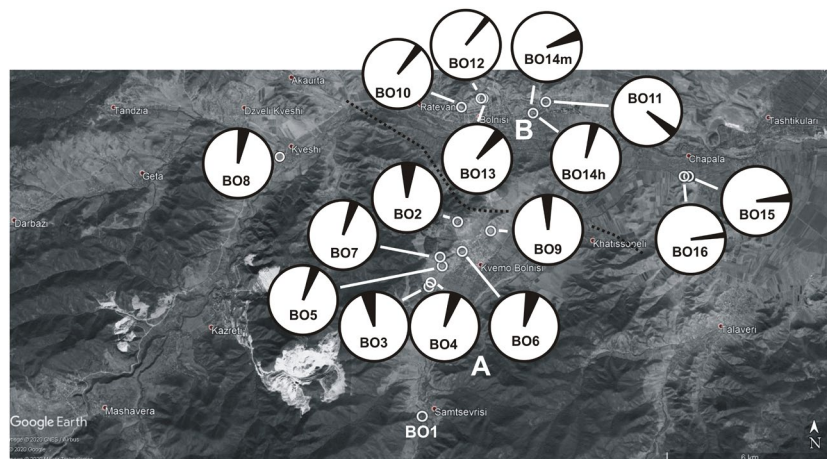 BO12
BO14m
BO10
BO11
Akaurta
Tandzia
Dzveli Kveshi
Ratevani
Bolnisi
B
Tashtikulari
Kveshi
BO8
BO13
BO14h
Chapala
Geta
BO2
BO15
Darbazi
BO7
BO9
Khatissopeli
BO16
Kvemo Bolnisi
BO5
BO3
BO4
BO6
Kazreti
Talaveri
A
Mashavera
Samtsevrisi
BO1
Google Earth
N
6 km